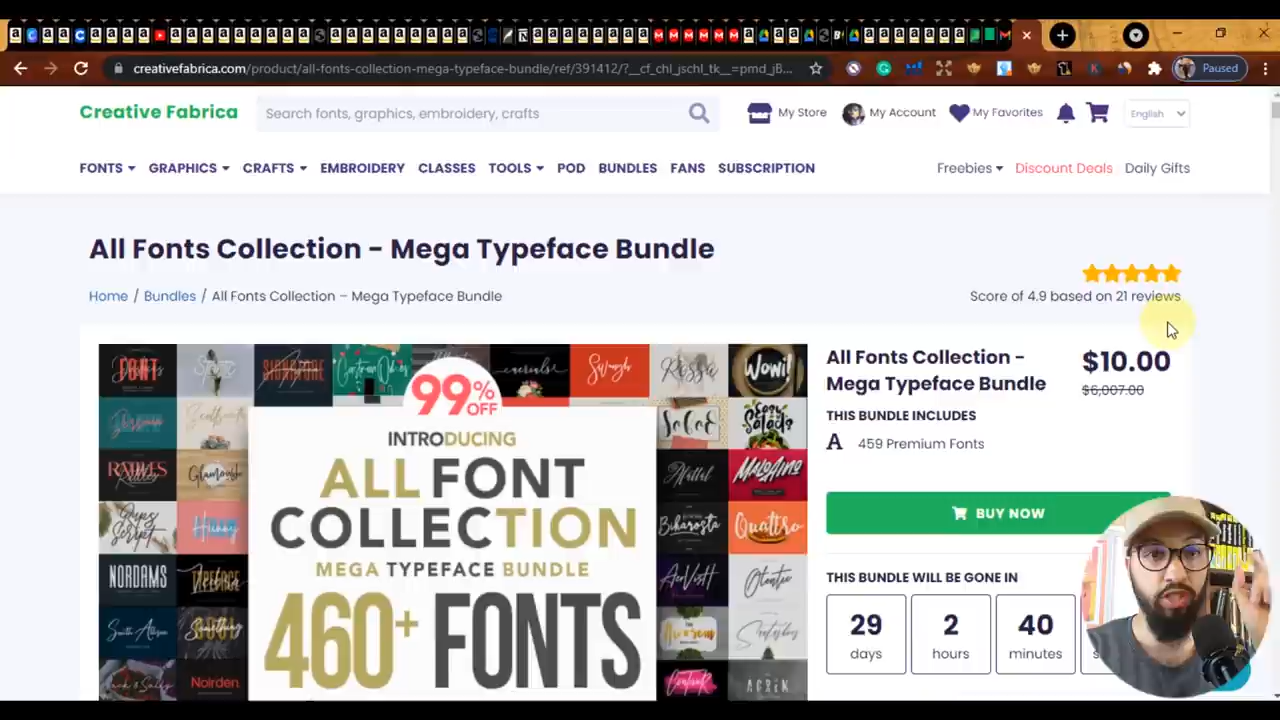 Paused
creativefabrica.com/product/all-fonts-collection-mega-typeface-bundle/ref/391412/?__cf_chl_jschl_tk__=pmd_jB...
Creative Fabrica
Search fonts, graphics, embroidery, crafts
My Store
My Account
My Favorites
English
FONTS GRAPHICS CRAFTS EMBROIDERY CLASSES TOOLS POD BUNDLES FANS SUBSCRIPTION
Freebies Discount Deals Daily Gifts
All Fonts Collection - Mega Typeface Bundle
Home / Bundles / All Fonts Collection – Mega Typeface Bundle
Score of 4.9 based on 21 reviews
99% OFF
INTRODUCING
ALL FONT
COLLECTION
MEGA TYPEFACE BUNDLE
460+ FONTS
SIGNATURE
Wow!
Salad
Quattro
NORDAMS
Something
Noirden
All Fonts Collection -
Mega Typeface Bundle
$10.00
$6,007.00
THIS BUNDLE INCLUDES
A 459 Premium Fonts
BUY NOW
THIS BUNDLE WILL BE GONE IN
29 2 40
days hours minutes